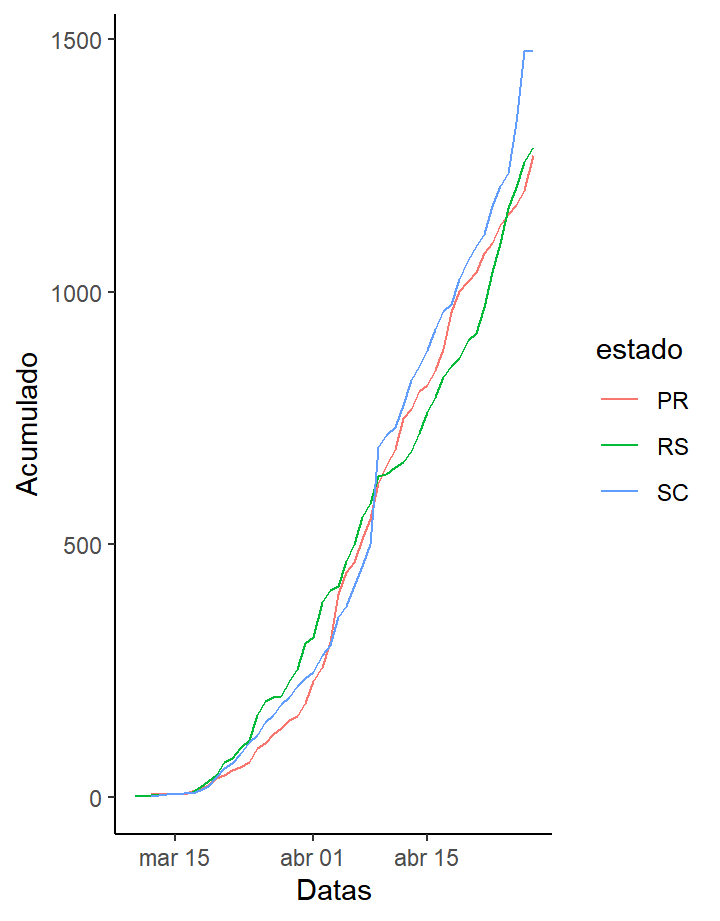 1500
1000
500
0
Acumulado
mar 15
abr 01
abr 15
Datas
estado
PR
RS
SC